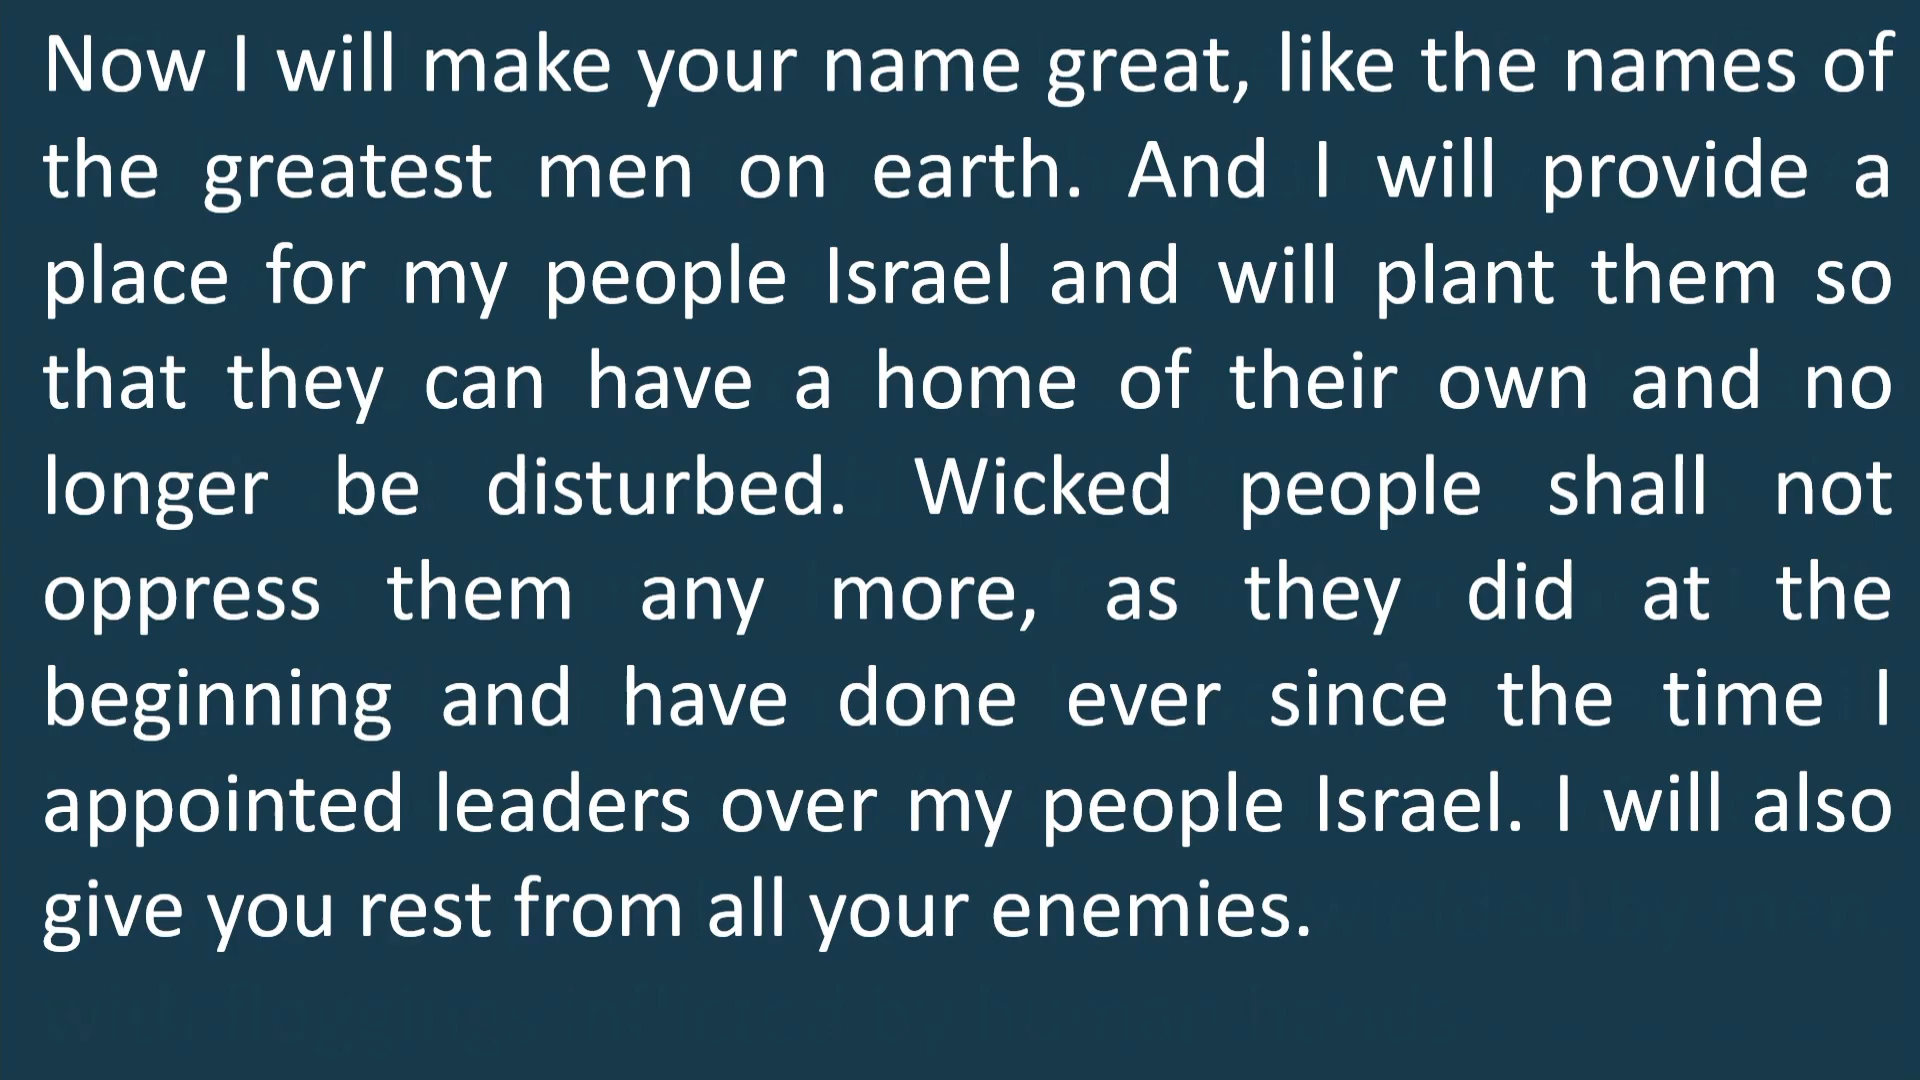 Now I will make your name great, like the names of
the greatest men on earth. And I will provide a
place for my people Israel and will plant them so
that they can have a home of their own and no
longer be disturbed. Wicked people shall not
oppress them any more, as they did at the
beginning and have done ever since the time I
appointed leaders over my people Israel. I will also
give you rest from all your enemies.